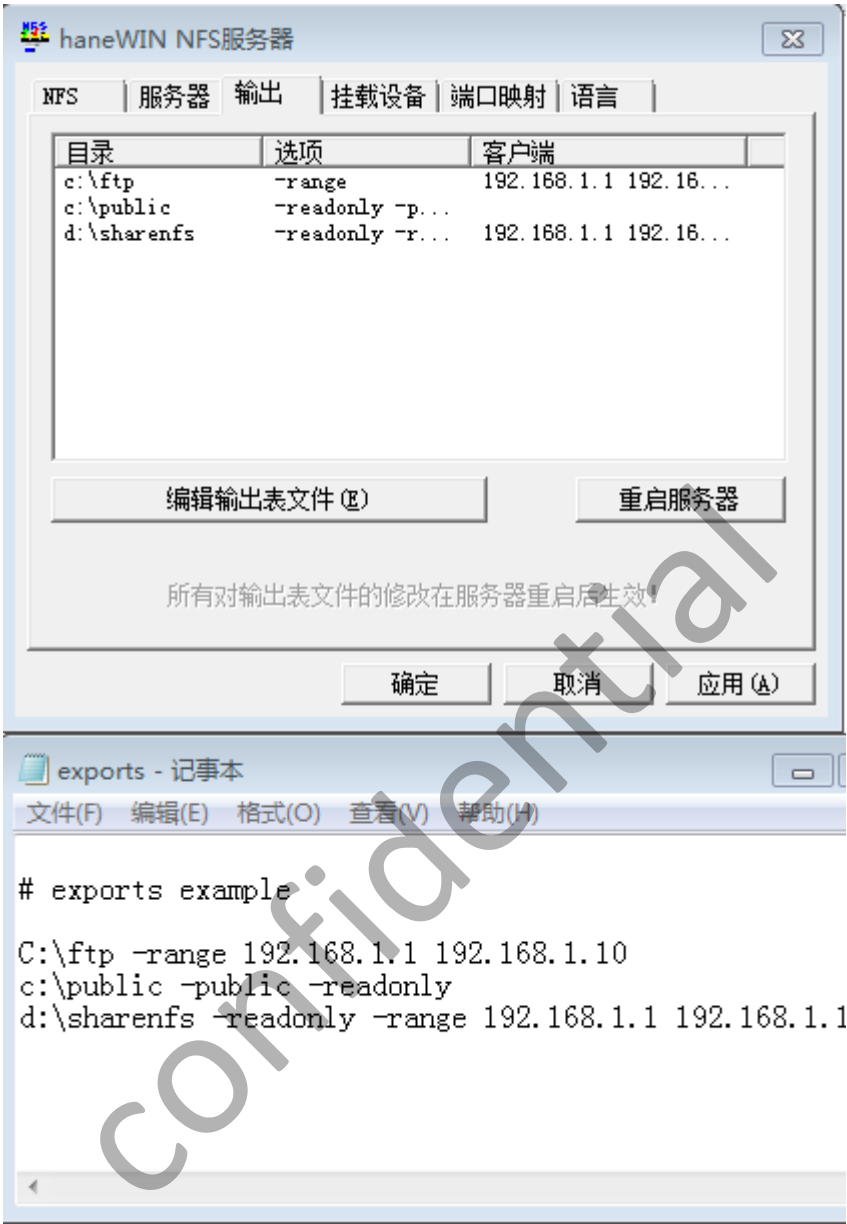 haneWIN NFS服务器
NFS 服务器 输出 挂载设备 端口映射 语言
目录 选项 客户端
c:\ftp -range 192.168.1.1 192.16...
c:\public -readonly -p...
d:\sharenfs -readonly -r... 192.168.1.1 192.16...
编辑输出表文件(E) 重启服务器
所有对输出表文件的修改在服务器重启后生效!
确定 取消 应用(A)
exports - 记事本
文件(F) 编辑(E) 格式(O) 查看(V) 帮助(H)
# exports example
C:\ftp -range 192.168.1.1 192.168.1.10
c:\public -public -readonly
d:\sharenfs -readonly -range 192.168.1.1 192.168.1.1
confidential